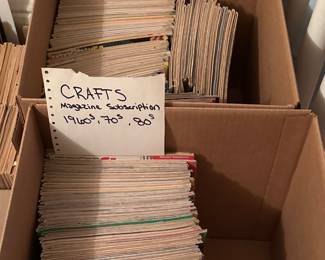 CRAFTS
Magazine Subscription
1960s, 70s, 80s